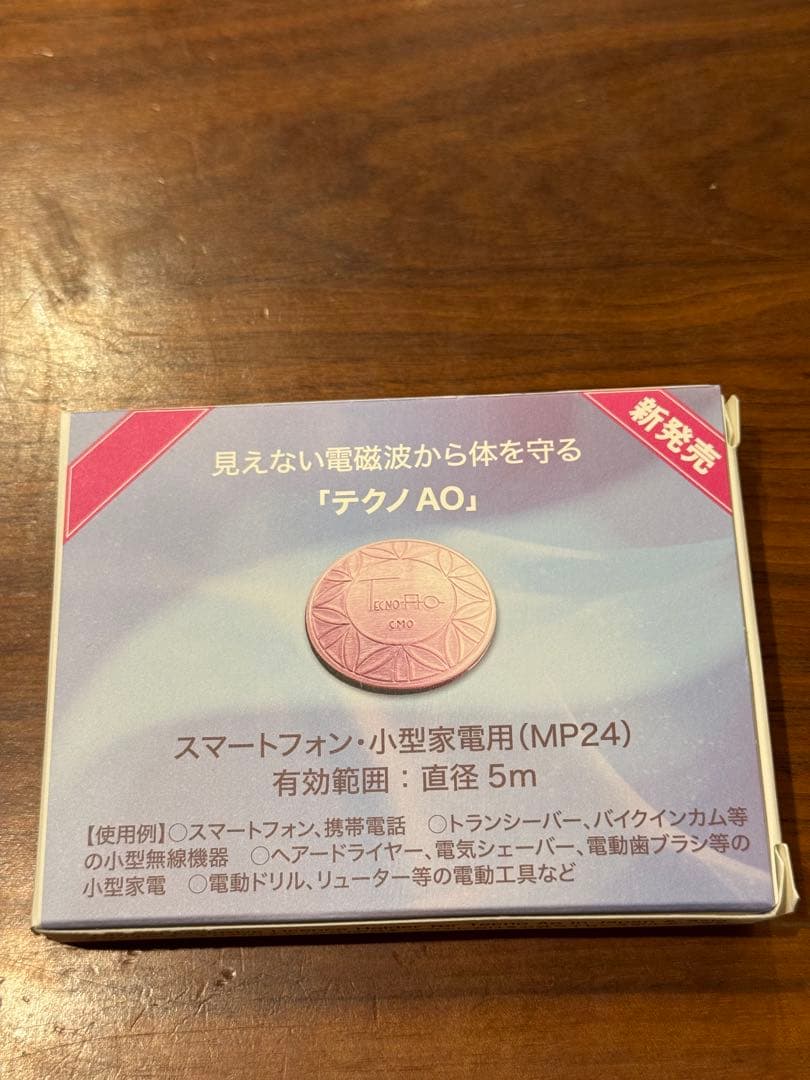 新発売
見えない電磁波から体を守る
「テクノAO」
TECNO AO
CMO
スマートフォン・小型家電用(MP24)
有効範囲：直径5m
【使用例】○スマートフォン、携帯電話 ○トランシーバー、バイクインカム等
の小型無線機器 ○ヘアードライヤー、電気シェーバー、電動歯ブラシ等の
小型家電 ○電動ドリル、リューター等の電動工具など